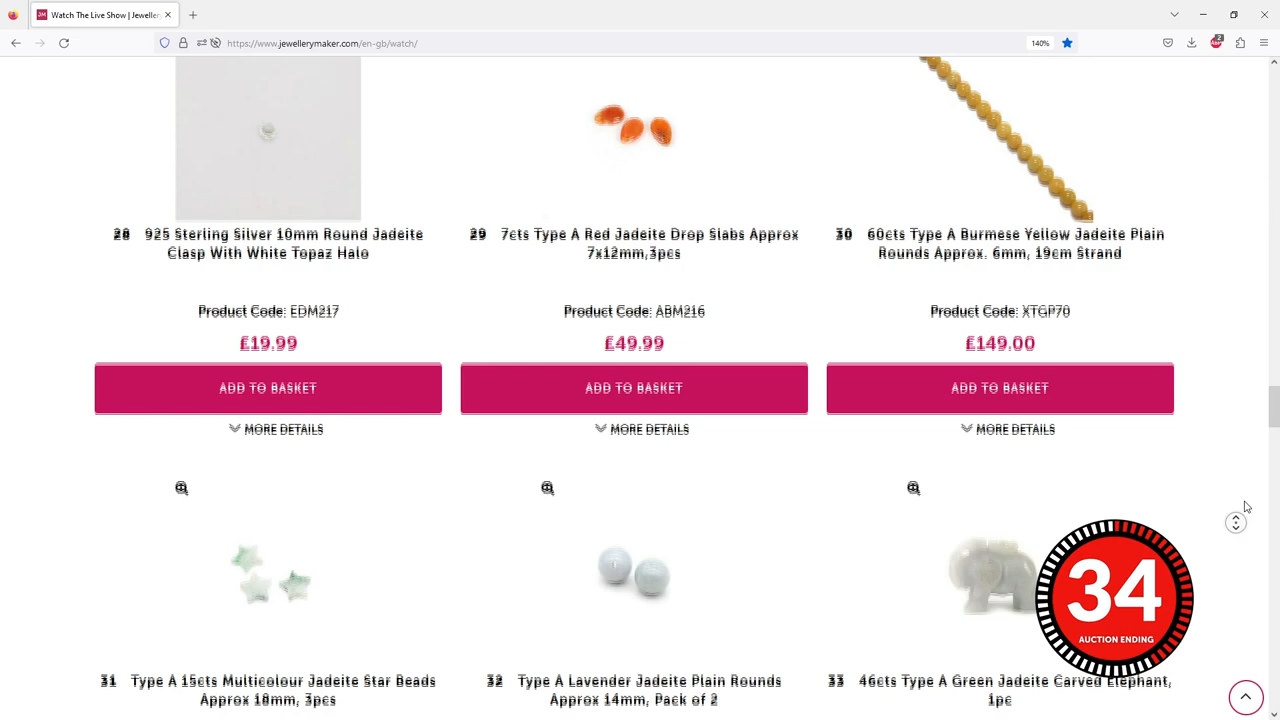 Watch The Live Show | Jeweller
https://www.jewellerymaker.com/en-gb/watch/
140%
2
28 925 Sterling Silver 10mm Round Jadeite
Clasp With White Topaz Halo
Product Code: EDM217
£19.99
ADD TO BASKET
MORE DETAILS
29 7cts Type A Red Jadeite Drop Slabs Approx
7x12mm,3pcs
Product Code: ABM216
£49.99
ADD TO BASKET
MORE DETAILS
30 60cts Type A Burmese Yellow Jadeite Plain
Rounds Approx. 6mm, 19cm Strand
Product Code: XTGP70
£149.00
ADD TO BASKET
MORE DETAILS
31 Type A 15cts Multicolour Jadeite Star Beads
Approx 18mm, 3pcs
32 Type A Lavender Jadeite Plain Rounds
Approx 14mm, Pack of 2
33 46cts Type A Green Jadeite Carved Elephant,
1pc
34
AUCTION ENDING